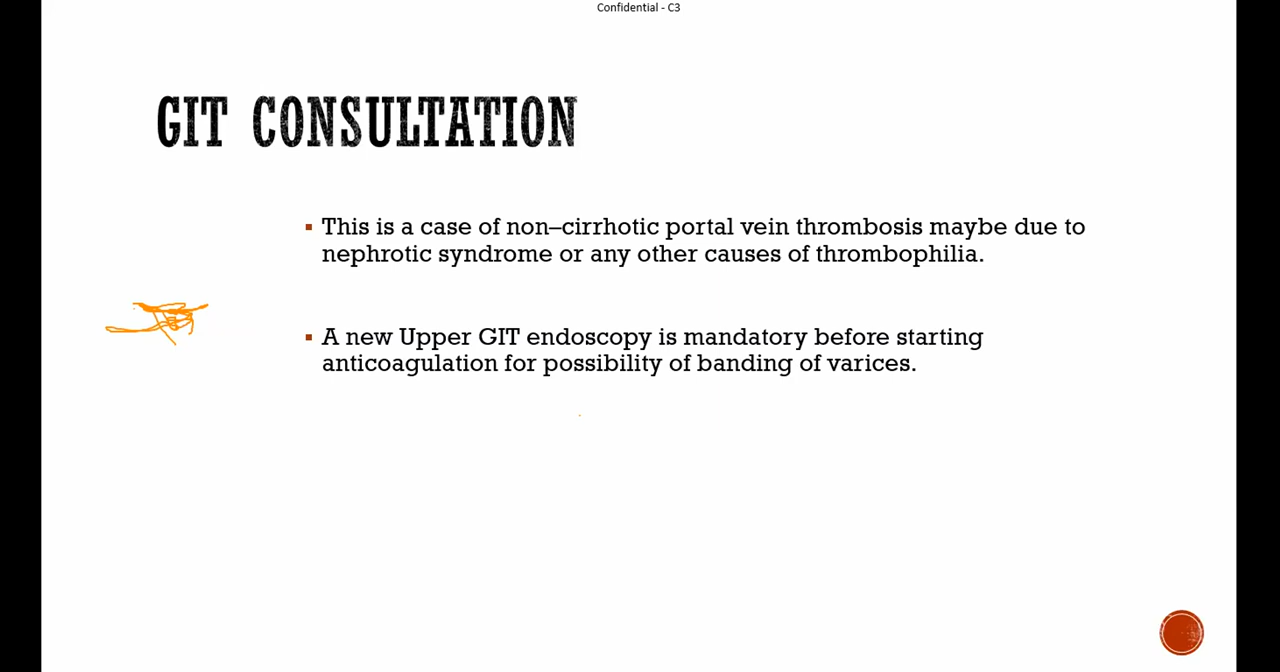 Confidential - C3
GIT CONSULTATION
▪ This is a case of non–cirrhotic portal vein thrombosis maybe due to
nephrotic syndrome or any other causes of thrombophilia.
▪ A new Upper GIT endoscopy is mandatory before starting
anticoagulation for possibility of banding of varices.